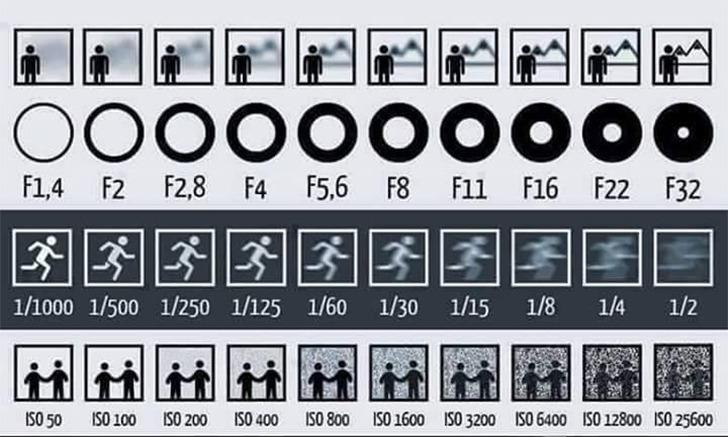 F1,4 F2 F2,8 F4 F5,6 F8 F11 F16 F22 F32
1/1000 1/500 1/250 1/125 1/60 1/30 1/15 1/8 1/4 1/2
ISO 50 ISO 100 ISO 200 ISO 400 ISO 800 ISO 1600 ISO 3200 ISO 6400 ISO 12800 ISO 25600